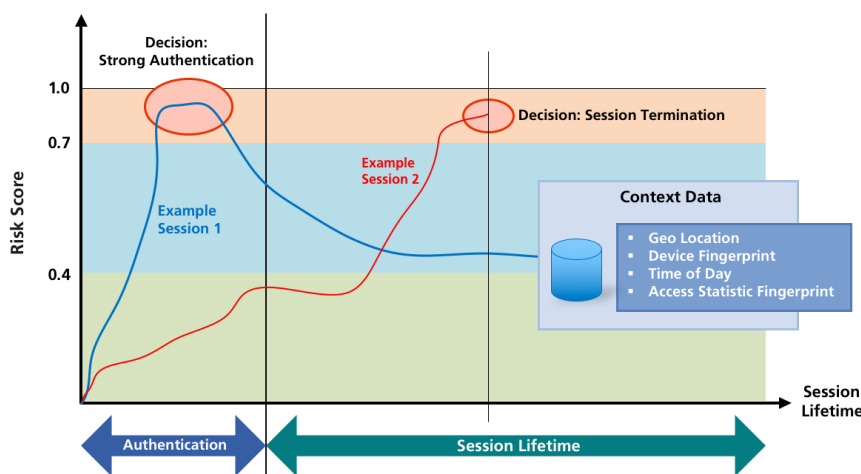 Decision:
Strong Authentication
1.0
Decision: Session Termination
0.7
Example
Session 2
Risk Score
Context Data
Example
Session 1
▪ Geo Location
▪ Device Fingerprint
▪ Time of Day
▪ Access Statistic Fingerprint
0.4
Session
Lifetime
Authentication
Session Lifetime